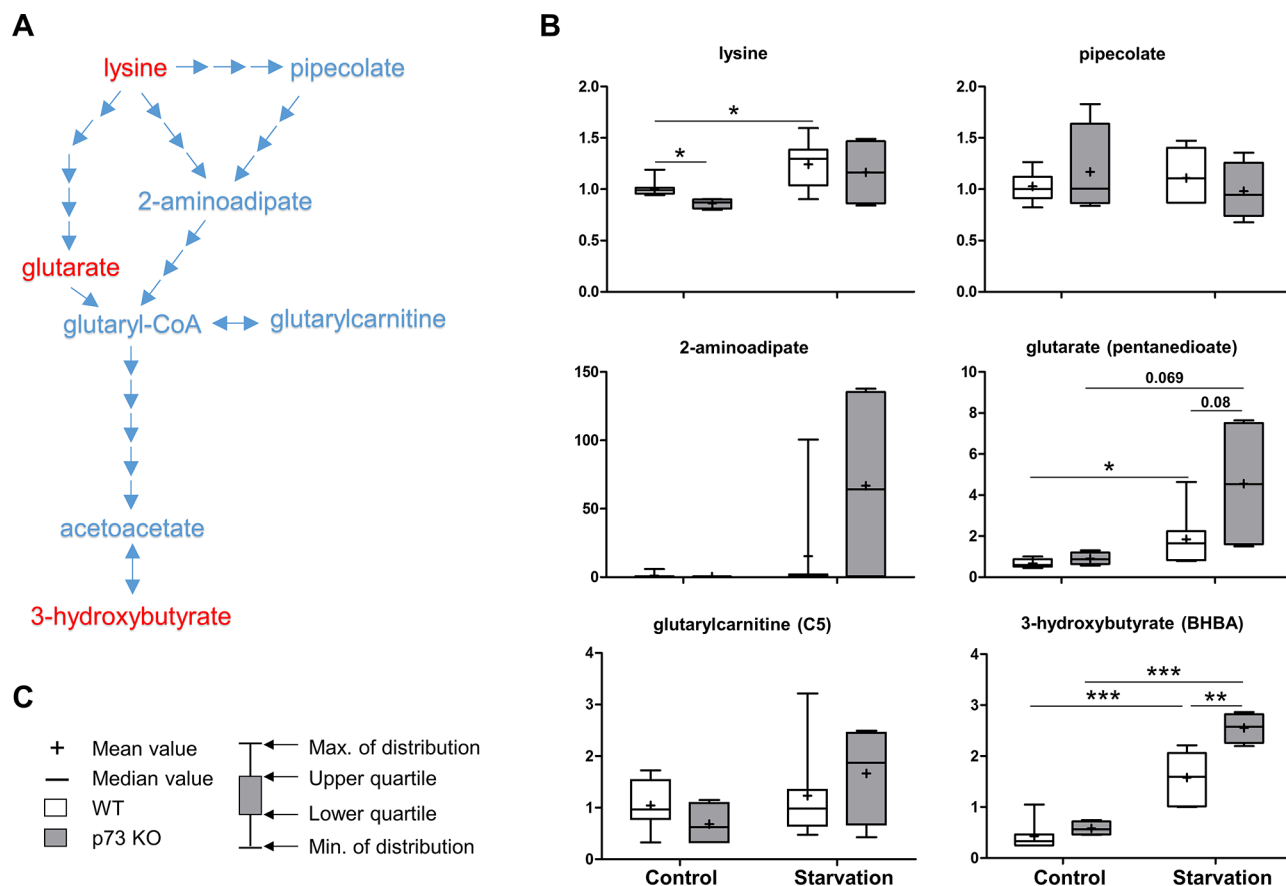 A
lysine
pipecolate
2-aminoadipate
glutarate
glutaryl-CoA
glutarylcarnitine
acetoacetate
3-hydroxybutyrate
B
lysine
2.0
1.5
1.0
0.5
0.0
*
*
pipecolate
2.0
1.5
1.0
0.5
0.0
2-aminoadipate
150
100
50
0
glutarate (pentanedioate)
10
8
6
4
2
0
0.069
0.08
*
glutarylcarnitine (C5)
4
3
2
1
0
Control
Starvation
3-hydroxybutyrate (BHBA)
4
3
2
1
0
***
***
**
Control
Starvation
C
+ Mean value
Median value
WT
p73 KO
Max. of distribution
Upper quartile
Lower quartile
Min. of distribution